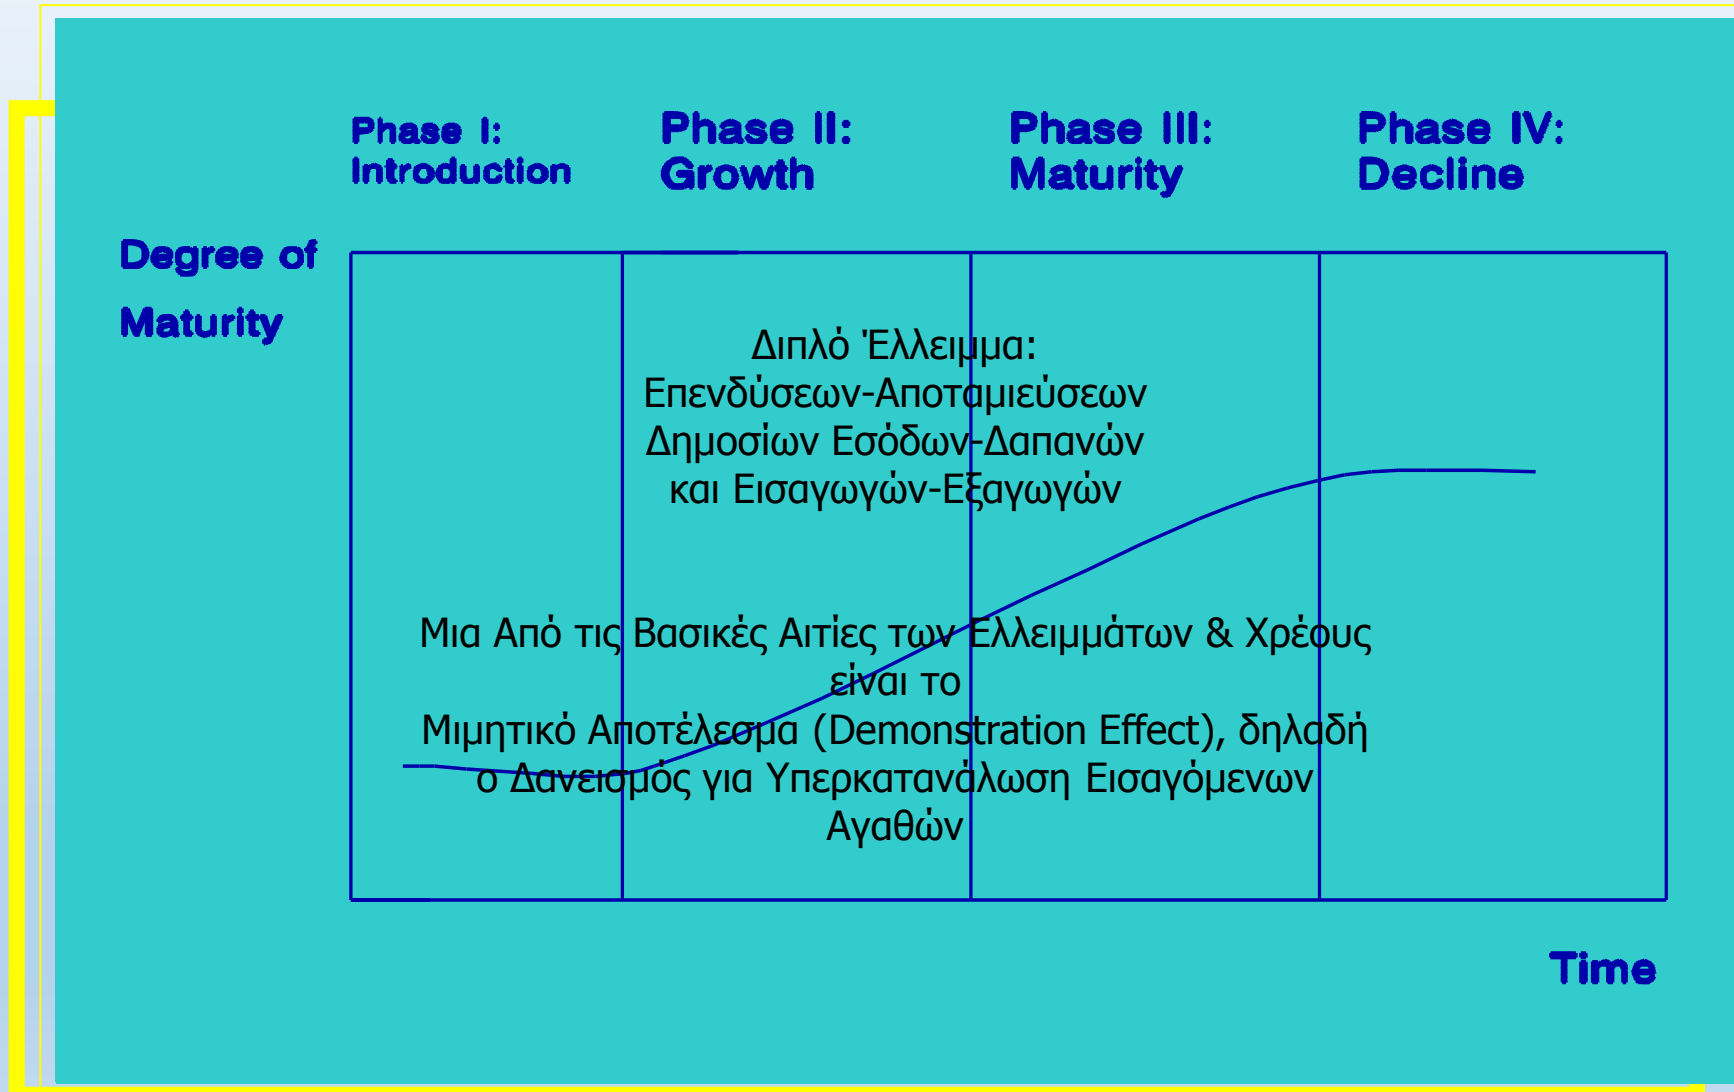 Phase I:
Introduction
Phase II:
Growth
Phase III:
Maturity
Phase IV:
Decline
Degree of
Maturity
Διπλό Έλλειμμα:
Επενδύσεων-Αποταμιεύσεων
Δημοσίων Εσόδων-Δαπανών
και Εισαγωγών-Εξαγωγών
Μια Από τις Βασικές Αιτίες των Ελλειμμάτων & Χρέους
είναι το
Μιμητικό Αποτέλεσμα (Demonstration Effect), δηλαδή
ο Δανεισμός για Υπερκατανάλωση Εισαγόμενων
Αγαθών
Time